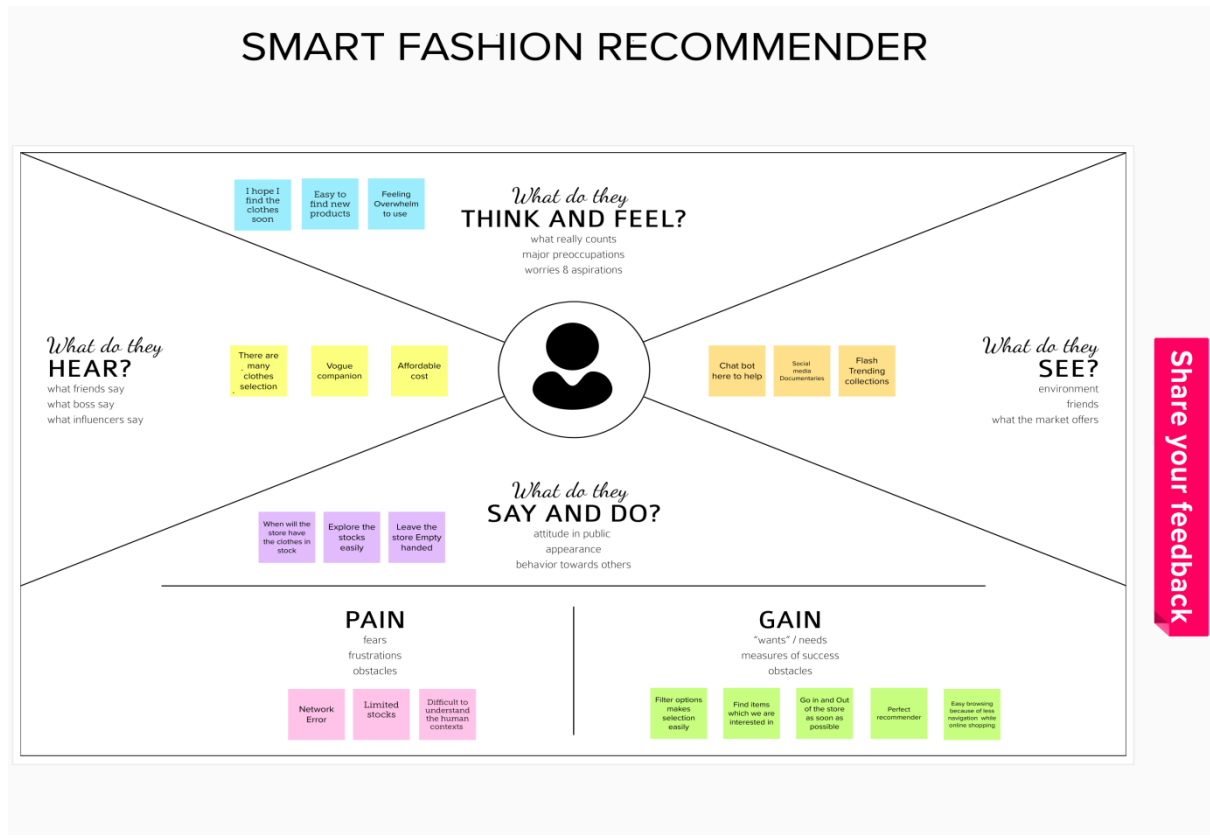 SMART FASHION RECOMMENDER
I hope I
find the
clothes
soon
Easy to
find new
products
Feeling
Overwhelm
to use
What do they
THINK AND FEEL?
what really counts
major preoccupations
worries & aspirations
What do they
HEAR?
what friends say
what boss say
what influencers say
There are
many
clothes
selection
Vogue
companion
Affordable
cost
Chat bot
here to help
Social
media
Documentaries
Flash
Trending
collections
What do they
SEE?
environment
friends
what the market offers
Share your feedback
What do they
SAY AND DO?
attitude in public
appearance
behavior towards others
When will the
store have
the clothes in
stock
Explore the
stocks
easily
Leave the
store Empty
handed
PAIN
fears
frustrations
obstacles
Network
Error
Limited
stocks
Difficult to
understand
the human
contexts
GAIN
"wants" / needs
measures of success
obstacles
Filter options
makes
selection
easily
Find items
which we are
interested in
Go in and Out
of the store
as soon as
possible
Perfect
recommender
Easy browsing
because of less
navigation while
online shopping